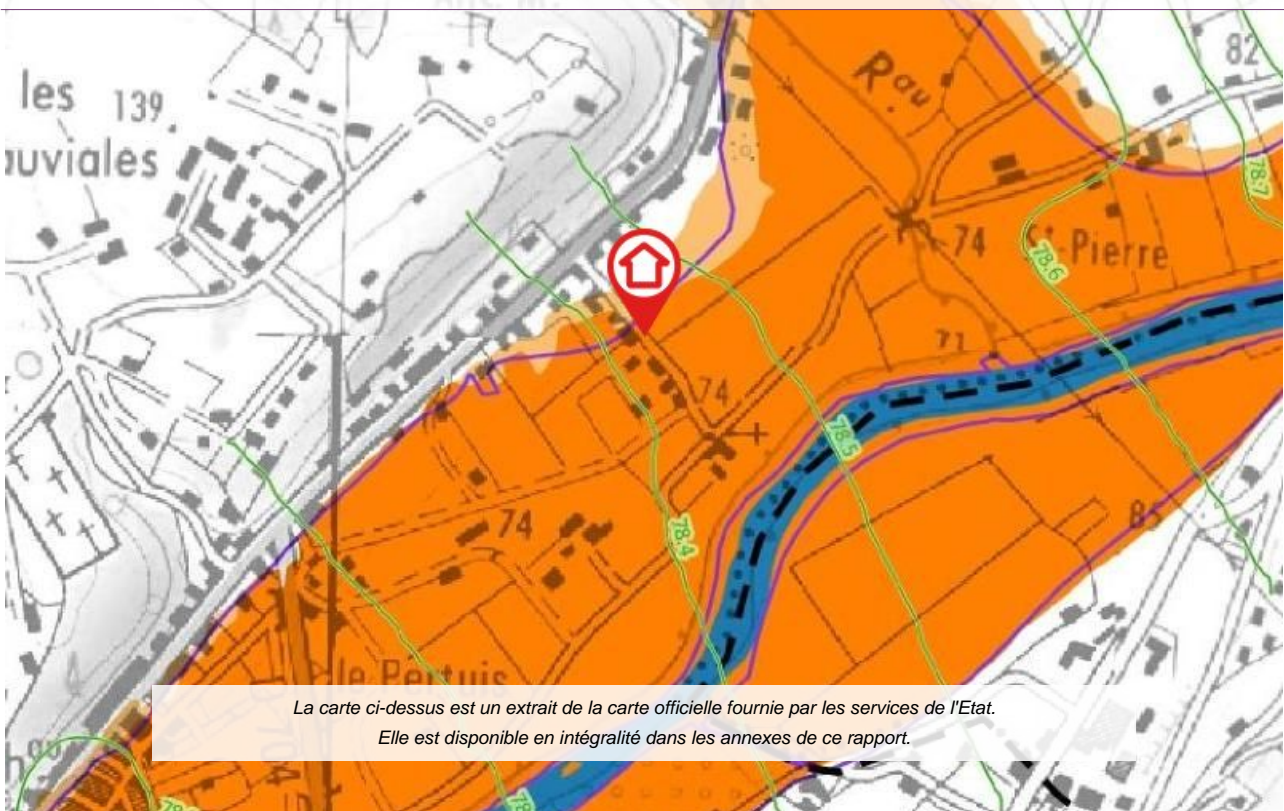 82
les 139
auviales
Rau
78.7
74
St-Pierre
78.6
71
74
78.5
85
74
78.4
le Pertuis
La carte ci-dessus est un extrait de la carte officielle fournie par les services de l'Etat.
Elle est disponible en intégralité dans les annexes de ce rapport.